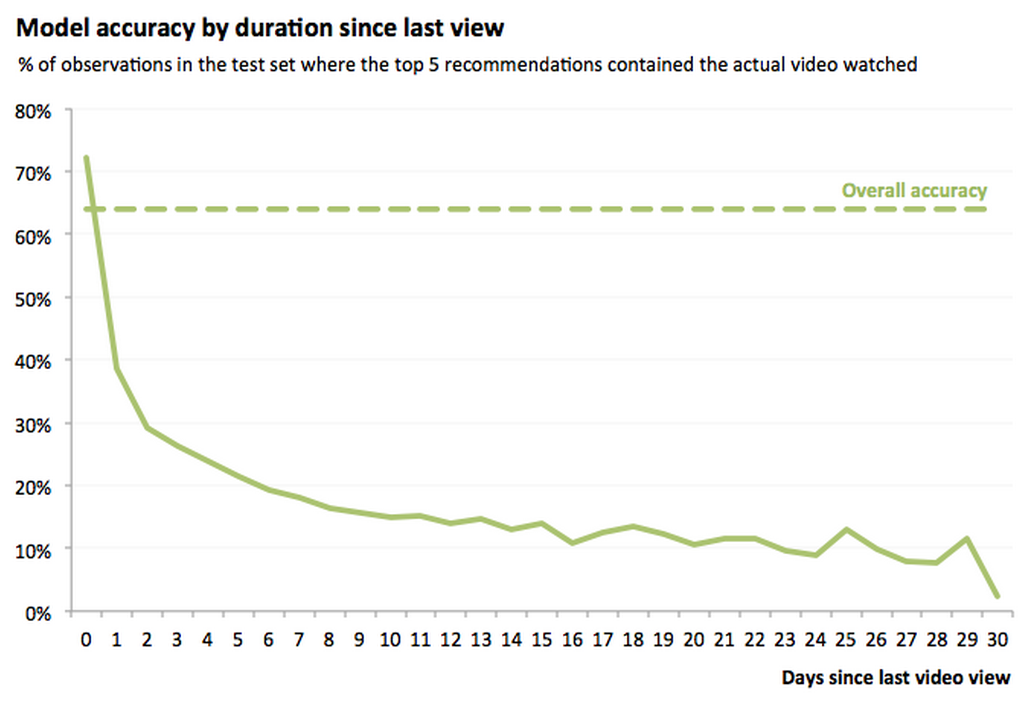 Model accuracy by duration since last view
% of observations in the test set where the top 5 recommendations contained the actual video watched
80%
70%
Overall accuracy
60%
50%
40%
30%
20%
10%
0%
0 1 2 3 4 5 6 7 8 9 10 11 12 13 14 15 16 17 18 19 20 21 22 23 24 25 26 27 28 29 30
Days since last video view